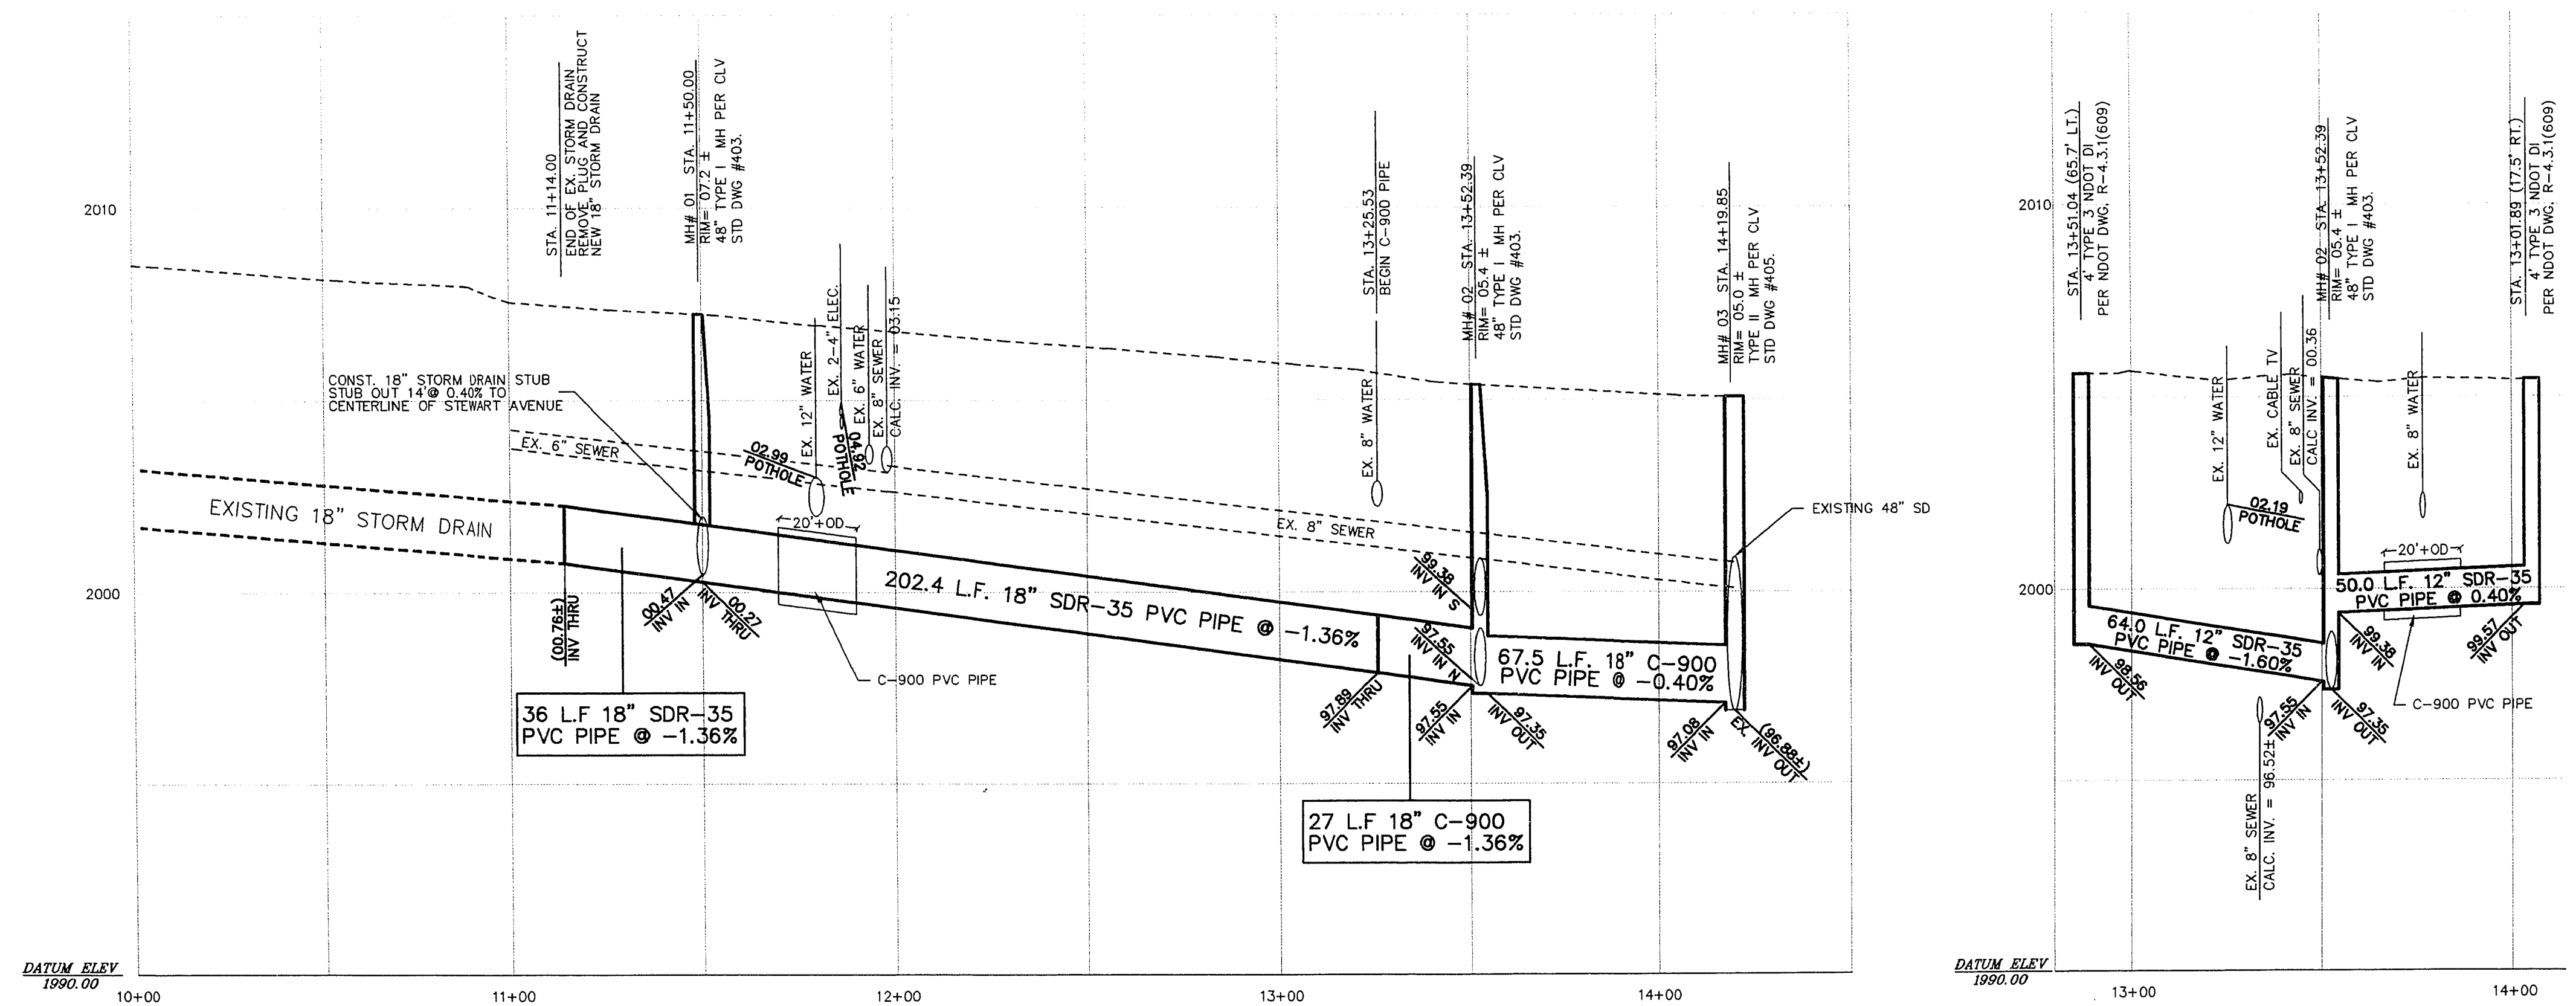 STA. 11+14.00
END OF EX. STORM DRAIN
REMOVE PLUG AND CONSTRUCT
NEW 18" STORM DRAIN
MH# 01 STA. 11+50.00
RIM= 07.2 ±
48" TYPE I MH PER CLV
STD DWG #403.
STA. 13+25.53
BEGIN C-900 PIPE
MH# 02 STA. 13+52.39
RIM= 05.4 ±
48" TYPE I MH PER CLV
STD DWG #403.
MH# 03 STA. 14+19.85
RIM= 05.0 ±
TYPE II MH PER CLV
STD DWG #405.
2010
CONST. 18" STORM DRAIN STUB
STUB OUT 14'@ 0.40% TO
CENTERLINE OF STEWART AVENUE
EX. 12" WATER
EX. 2-4" ELEC.
EX. 6" WATER
EX. 8" SEWER
CALC. INV. = 03.15
EX. 8" WATER
02.99
POTHOLE
04.92
POTHOLE
EX. 6" SEWER
EXISTING 18" STORM DRAIN
20'+OD
EX. 8" SEWER
EXISTING 48" SD
2000
(00.76±)
INV THRU
00.47
INV IN
00.27
INV THRU
202.4 L.F. 18" SDR-35 PVC PIPE @ -1.36%
C-900 PVC PIPE
99.38
INV IN S
97.55
INV IN N
67.5 L.F. 18" C-900
PVC PIPE @ -0.40%
97.89
INV THRU
97.55
INV IN
97.35
INV OUT
97.08
INV IN
(96.88±)
EX. INV OUT
36 L.F 18" SDR-35
PVC PIPE @ -1.36%
27 L.F 18" C-900
PVC PIPE @ -1.36%
DATUM ELEV
1990.00
10+00
11+00
12+00
13+00
14+00
STA. 13+51.04 (65.7' LT.)
4' TYPE 3 NDOT DI
PER NDOT DWG. R-4.3.1(609)
MH# 02 STA. 13+52.39
RIM= 05.4 ±
48" TYPE I MH PER CLV
STD DWG #403.
STA. 13+01.89 (17.5' RT.)
4' TYPE 3 NDOT DI
PER NDOT DWG. R-4.3.1(609)
2010
EX. 12" WATER
EX. CABLE TV
EX. 8" SEWER
CALC INV. = 00.36
EX. 8" WATER
02.19
POTHOLE
20'+OD
2000
50.0 L.F. 12" SDR-35
PVC PIPE @ 0.40%
64.0 L.F. 12" SDR-35
PVC PIPE @ -1.60%
98.56
INV OUT
99.38
INV IN
99.57
INV OUT
97.55
INV IN
97.35
INV OUT
C-900 PVC PIPE
EX. 8" SEWER
CALC. INV. = 96.52±
DATUM ELEV
1990.00
13+00
14+00